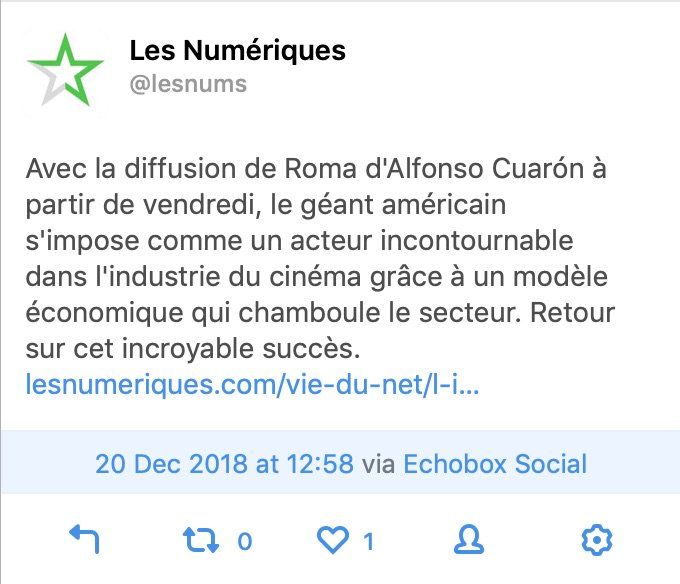 Les Numériques
@lesnums
Avec la diffusion de Roma d'Alfonso Cuarón à
partir de vendredi, le géant américain
s'impose comme un acteur incontournable
dans l'industrie du cinéma grâce à un modèle
économique qui chamboule le secteur. Retour
sur cet incroyable succès.
lesnumeriques.com/vie-du-net/l-i...
20 Dec 2018 at 12:58 via Echobox Social
0 1